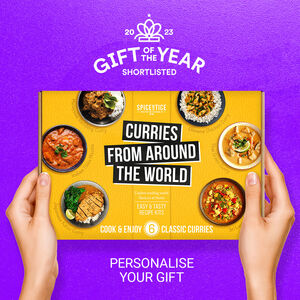 2023
GIFT OF THE YEAR
SHORTLISTED
SPICENTICE
CURRIES
FROM AROUND
THE WORLD
EASY & TASTY
RECIPE KITS
COOK & ENJOY 6 CLASSIC CURRIES
PERSONALISE
YOUR GIFT